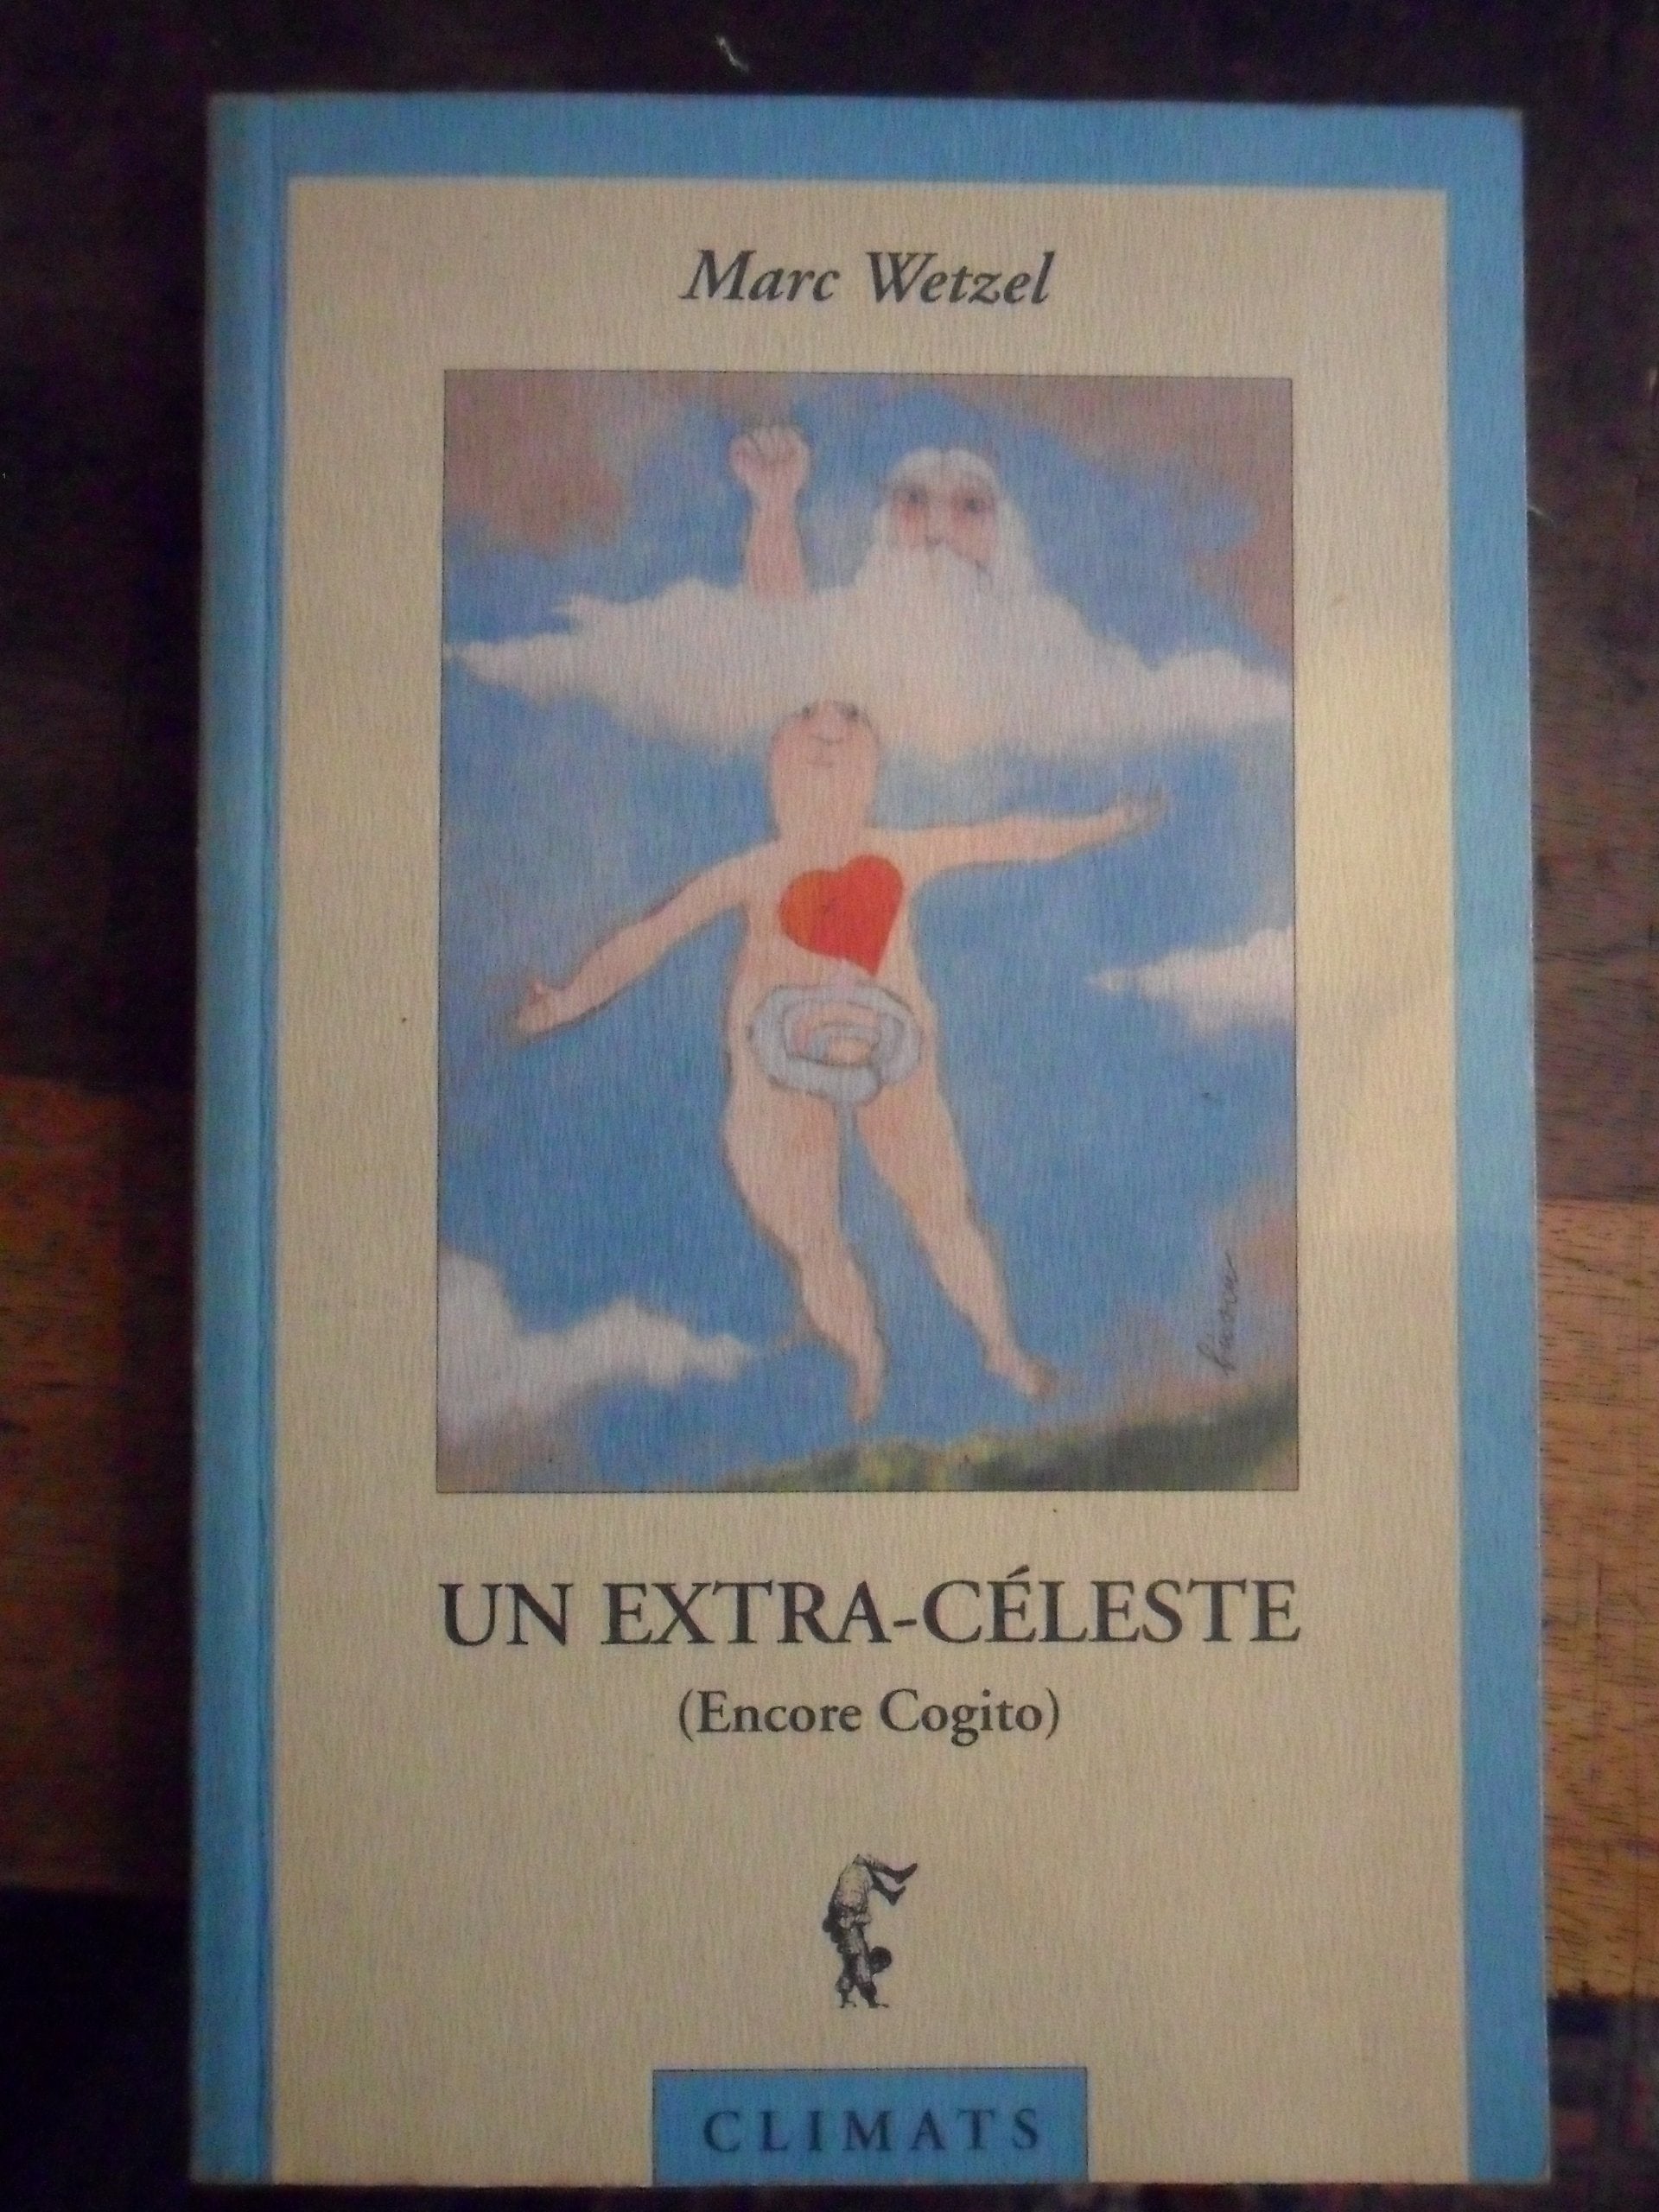 Marc Wetzel
UN EXTRA-CÉLESTE
(Encore Cogito)
CLIMATS